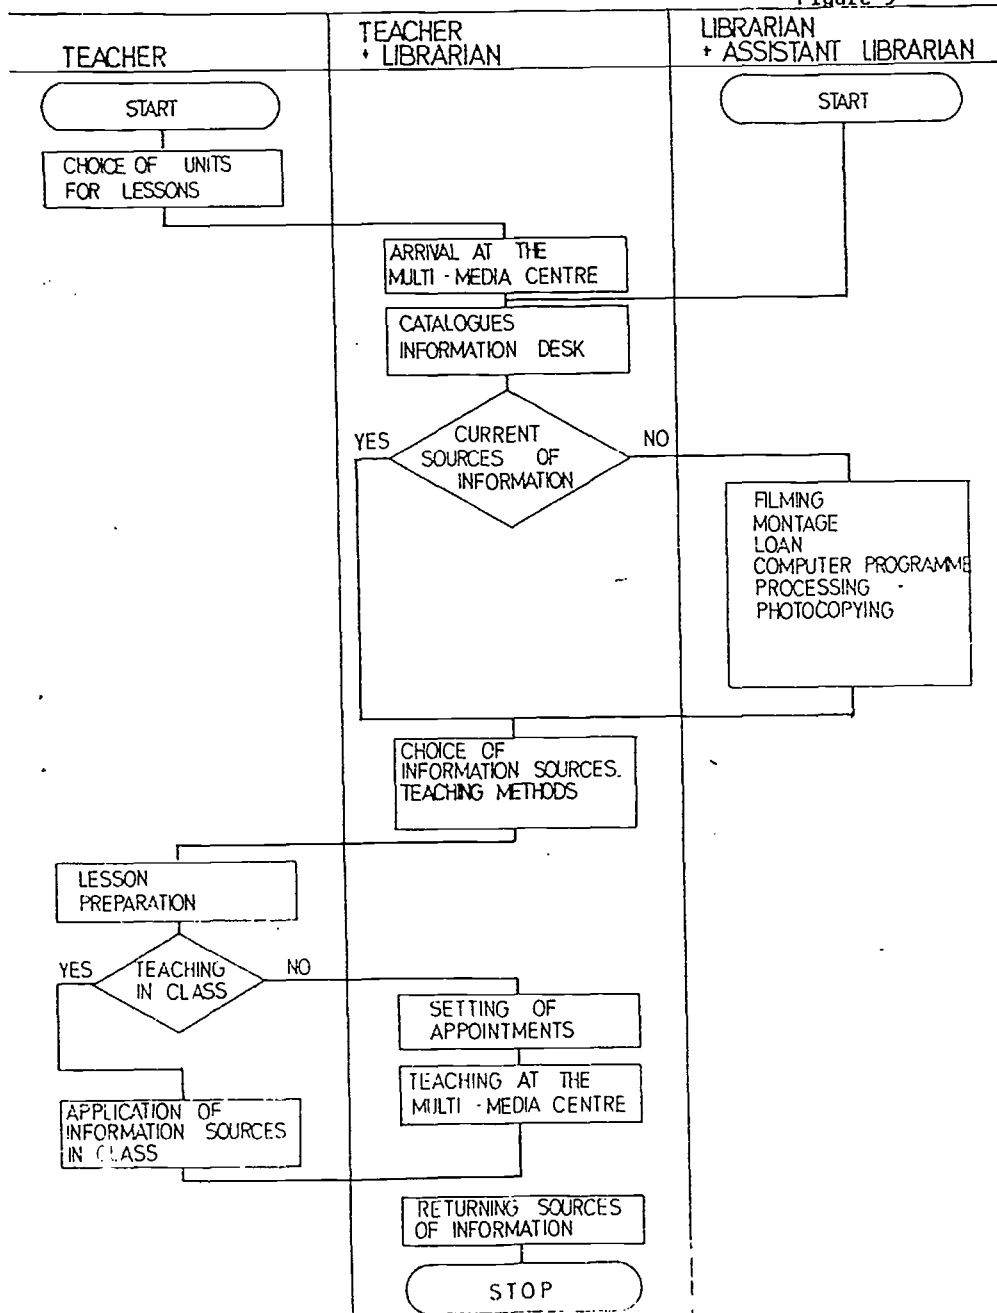 Figure 9
TEACHER
TEACHER
+ LIBRARIAN
LIBRARIAN
+ ASSISTANT LIBRARIAN
START
START
CHOICE OF UNITS
FOR LESSONS
ARRIVAL AT THE
MULTI - MEDIA CENTRE
CATALOGUES
INFORMATION DESK
YES
CURRENT
SOURCES OF
INFORMATION
NO
FILMING
MONTAGE
LOAN
COMPUTER PROGRAMME
PROCESSING -
PHOTOCOPYING
CHOICE OF
INFORMATION SOURCES.
TEACHING METHODS
LESSON
PREPARATION
YES
TEACHING
IN CLASS
NO
SETTING OF
APPOINTMENTS
TEACHING AT THE
MULTI - MEDIA CENTRE
APPLICATION OF
INFORMATION SOURCES
IN CLASS
RETURNING SOURCES
OF INFORMATION
STOP